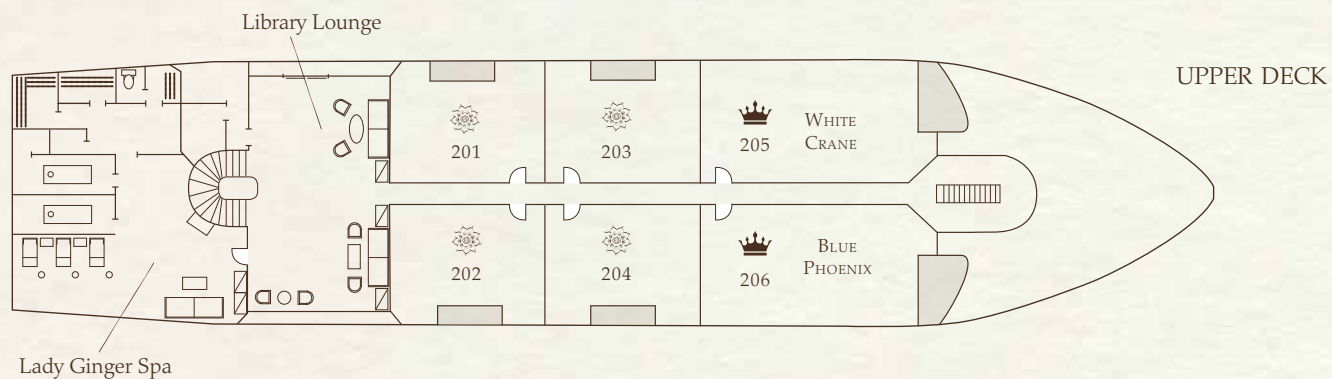 Library Lounge
UPPER DECK
201
203
205
WHITE
CRANE
202
204
206
BLUE
PHOENIX
Lady Ginger Spa